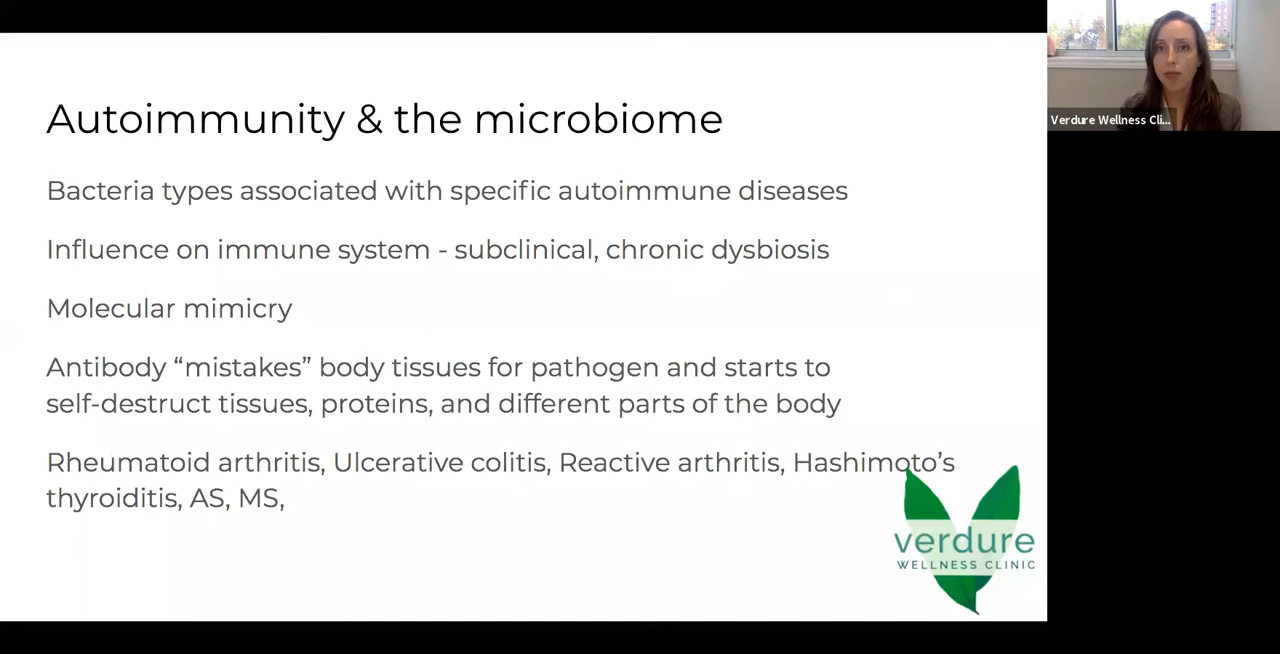 Autoimmunity & the microbiome
Bacteria types associated with specific autoimmune diseases
Influence on immune system - subclinical, chronic dysbiosis
Molecular mimicry
Antibody “mistakes” body tissues for pathogen and starts to
self-destruct tissues, proteins, and different parts of the body
Rheumatoid arthritis, Ulcerative colitis, Reactive arthritis, Hashimoto’s
thyroiditis, AS, MS,
verdure
WELLNESS CLINIC
Verdure Wellness Cli...